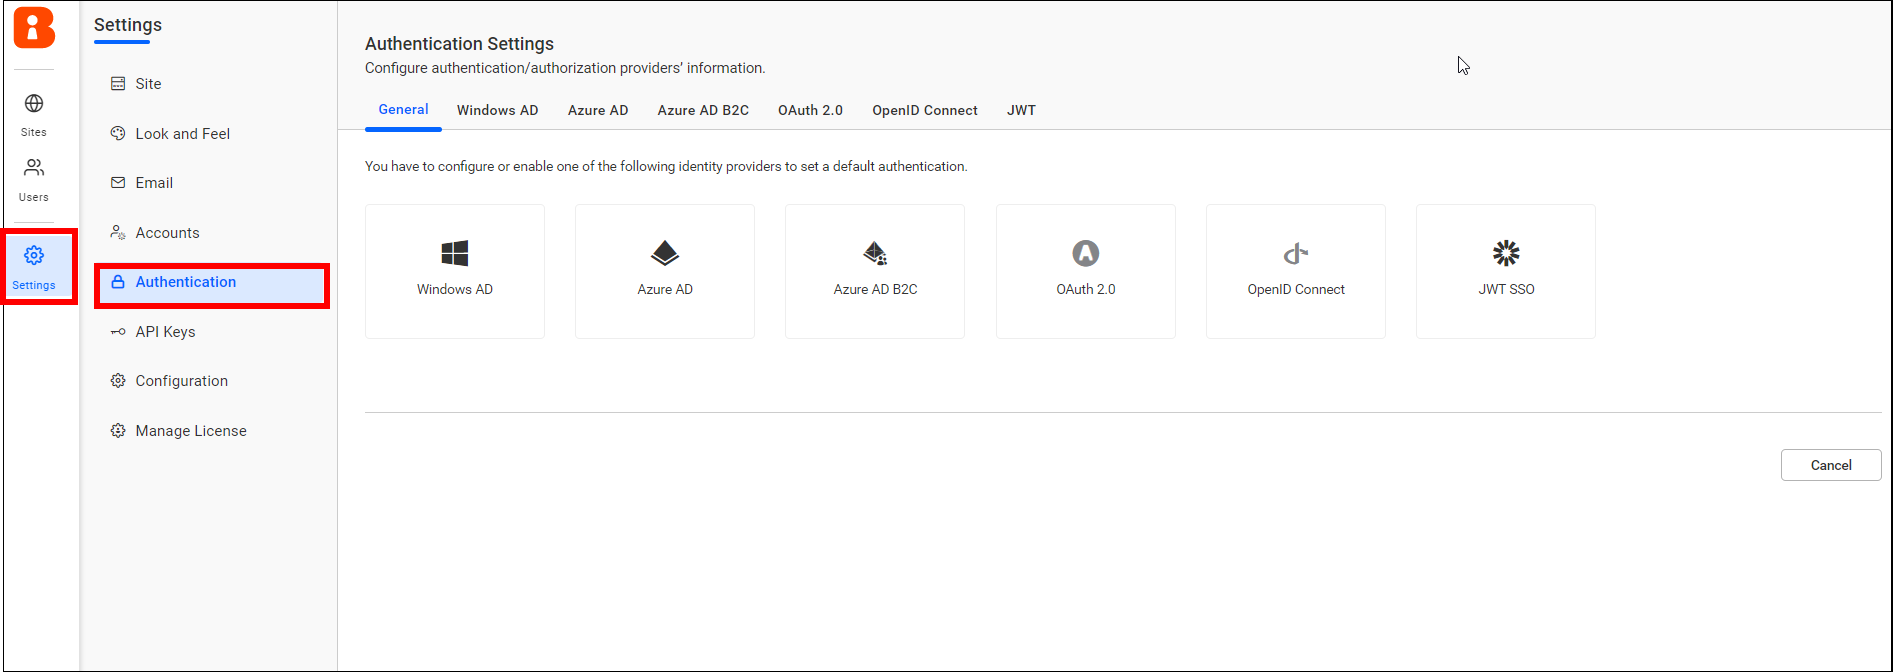 Sites
Users
Settings
Settings
Site
Look and Feel
Email
Accounts
Authentication
API Keys
Configuration
Manage License
Authentication Settings
Configure authentication/authorization providers' information.
General Windows AD Azure AD Azure AD B2C OAuth 2.0 OpenID Connect JWT
You have to configure or enable one of the following identity providers to set a default authentication.
Windows AD Azure AD Azure AD B2C OAuth 2.0 OpenID Connect JWT SSO
Cancel